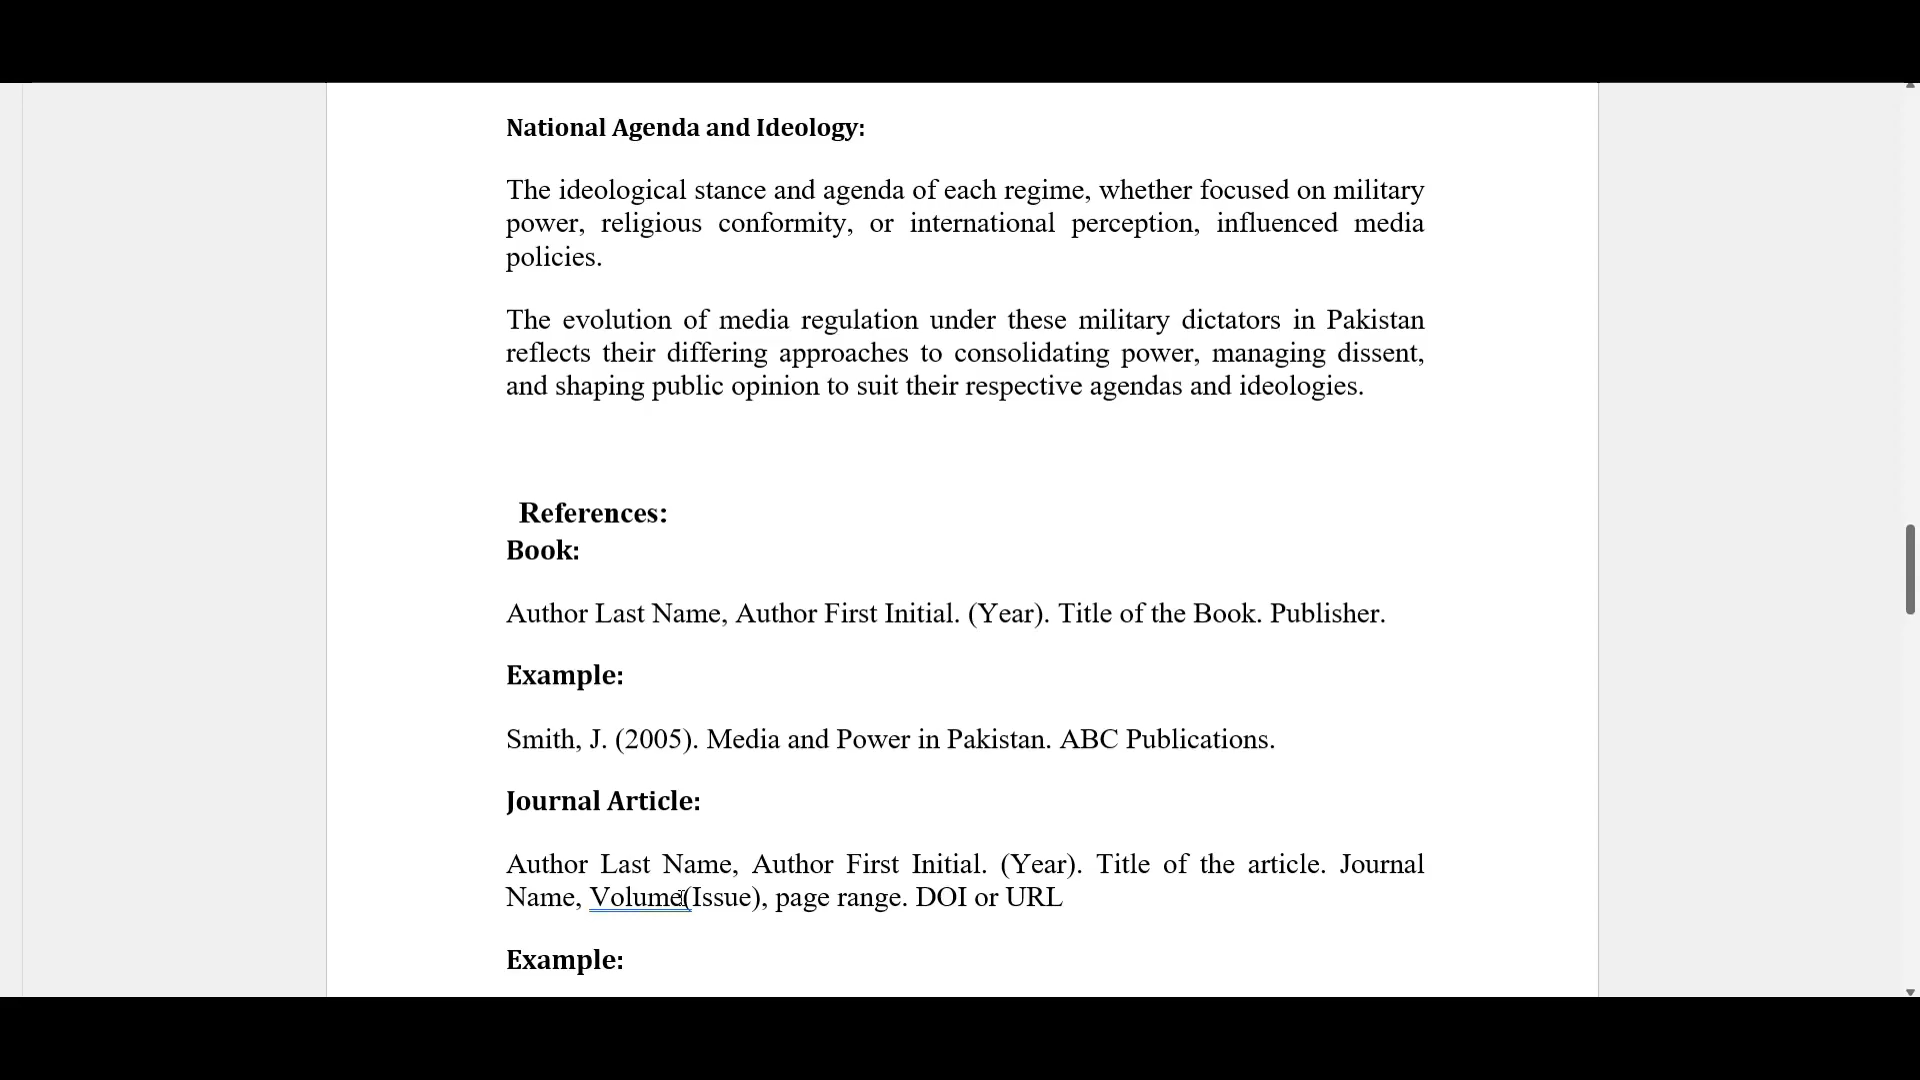 National Agenda and Ideology:
The ideological stance and agenda of each regime, whether focused on military
power, religious conformity, or international perception, influenced media
policies.
The evolution of media regulation under these military dictators in Pakistan
reflects their differing approaches to consolidating power, managing dissent,
and shaping public opinion to suit their respective agendas and ideologies.
References:
Book:
Author Last Name, Author First Initial. (Year). Title of the Book. Publisher.
Example:
Smith, J. (2005). Media and Power in Pakistan. ABC Publications.
Journal Article:
Author Last Name, Author First Initial. (Year). Title of the article. Journal
Name, Volume(Issue), page range. DOI or URL
Example: